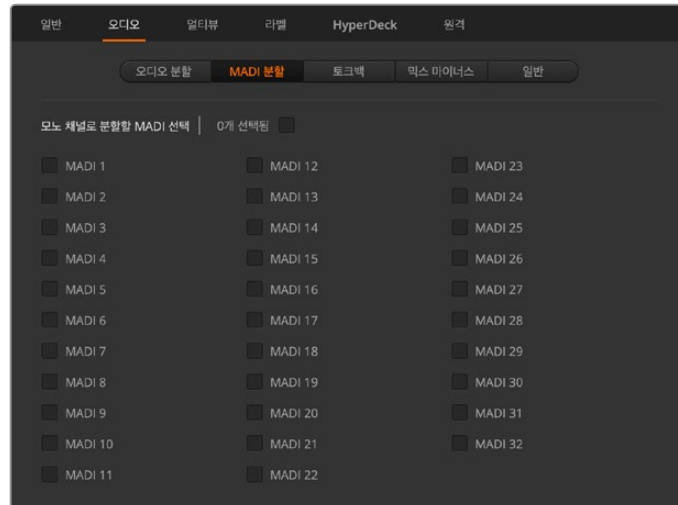 일반 오디오 멀티뷰 라벨 HyperDeck 원격
오디오 분할 MADI 분할 토크백 믹스 마이너스 일반
모노 채널로 분할할 MADI 선택 0개 선택됨
MADI 1 MADI 12 MADI 23
MADI 2 MADI 13 MADI 24
MADI 3 MADI 14 MADI 25
MADI 4 MADI 15 MADI 26
MADI 5 MADI 16 MADI 27
MADI 6 MADI 17 MADI 28
MADI 7 MADI 18 MADI 29
MADI 8 MADI 19 MADI 30
MADI 9 MADI 20 MADI 31
MADI 10 MADI 21 MADI 32
MADI 11 MADI 22